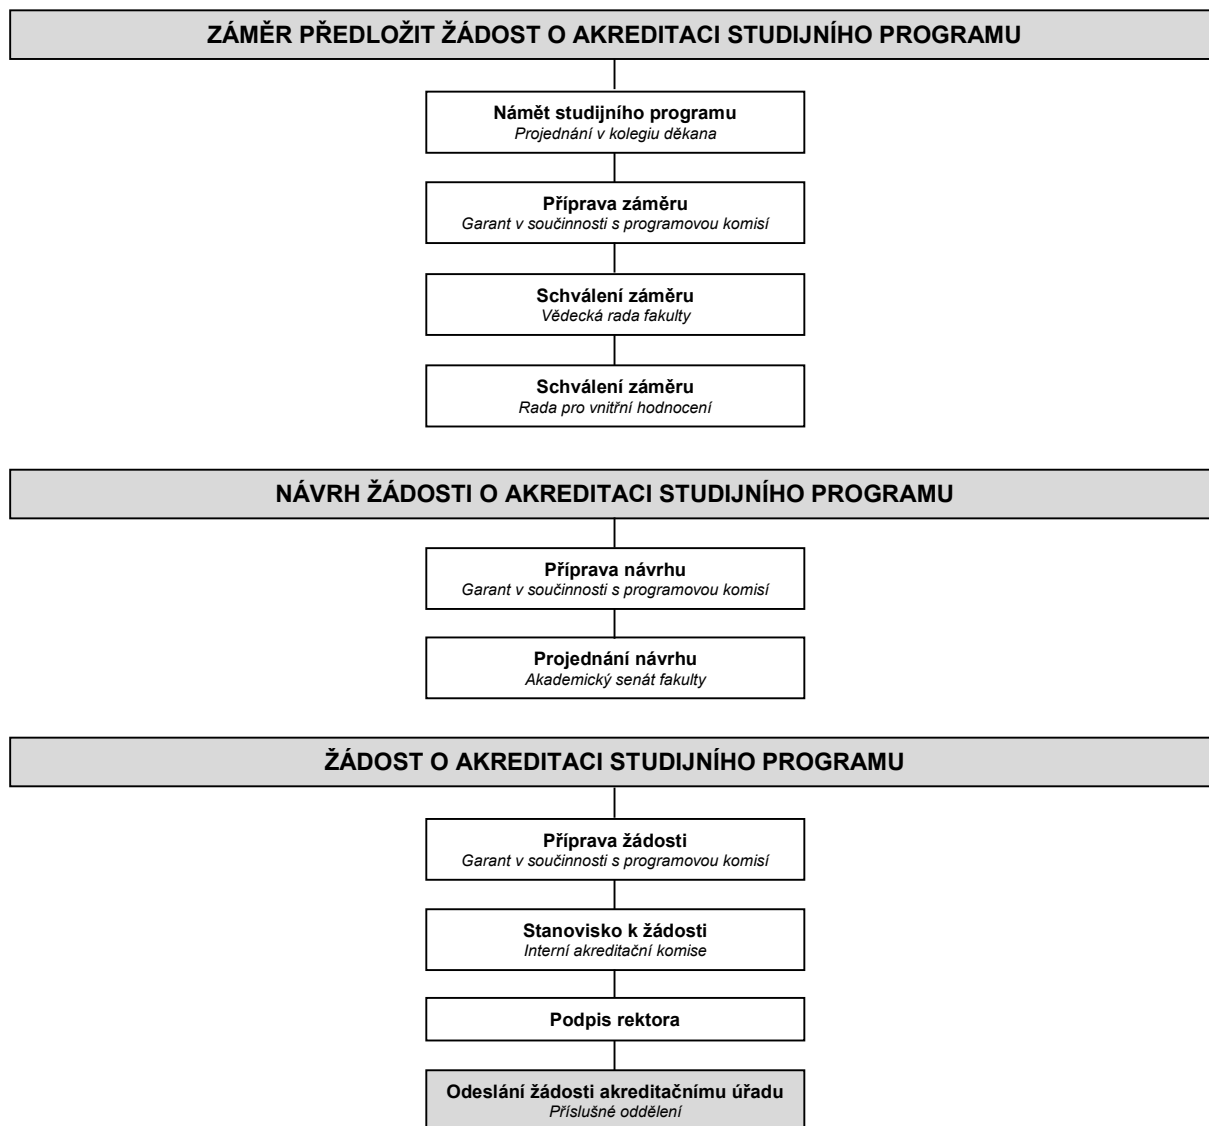 ZÁMĚR PŘEDLOŽIT ŽÁDOST O AKREDITACI STUDIJNÍHO PROGRAMU
Námět studijního programu
Projednání v kolegiu děkana
Příprava záměru
Garant v součinnosti s programovou komisí
Schválení záměru
Vědecká rada fakulty
Schválení záměru
Rada pro vnitřní hodnocení
NÁVRH ŽÁDOSTI O AKREDITACI STUDIJNÍHO PROGRAMU
Příprava návrhu
Garant v součinnosti s programovou komisí
Projednání návrhu
Akademický senát fakulty
ŽÁDOST O AKREDITACI STUDIJNÍHO PROGRAMU
Příprava žádosti
Garant v součinnosti s programovou komisí
Stanovisko k žádosti
Interní akreditační komise
Podpis rektora
Odeslání žádosti akreditačnímu úřadu
Příslušné oddělení